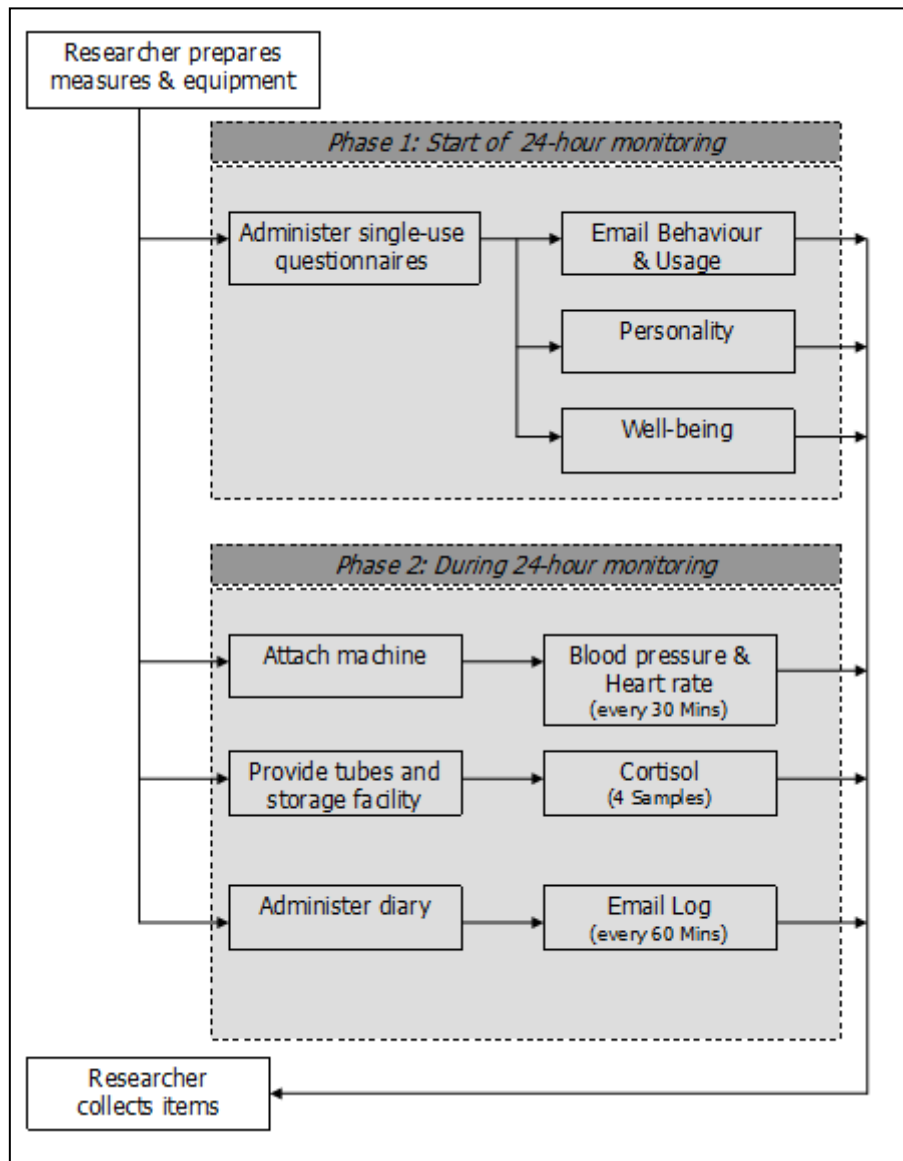 Researcher prepares
measures & equipment
Phase 1: Start of 24-hour monitoring
Administer single-use
questionnaires
Email Behaviour
& Usage
Personality
Well-being
Phase 2: During 24-hour monitoring
Attach machine
Blood pressure &
Heart rate
(every 30 Mins)
Provide tubes and
storage facility
Cortisol
(4 Samples)
Administer diary
Email Log
(every 60 Mins)
Researcher
collects items